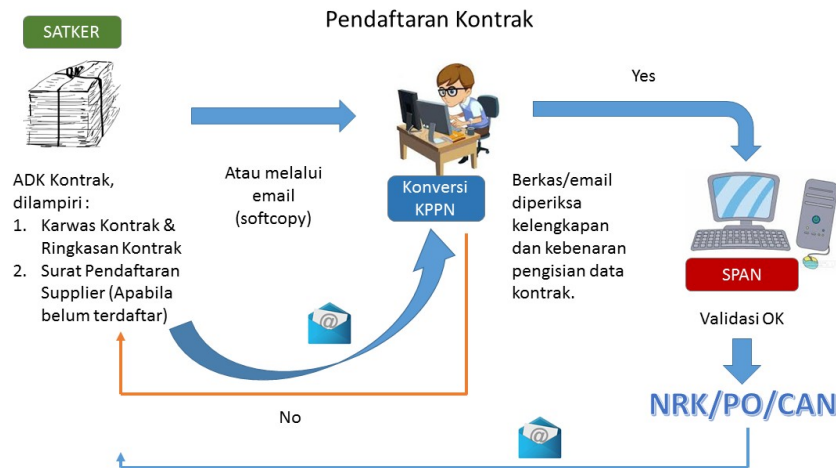 Pendaftaran Kontrak
SATKER
Yes
ADK Kontrak,
dilampiri :
1. Karwas Kontrak &
Ringkasan Kontrak
2. Surat Pendaftaran
Supplier (Apabila
belum terdaftar)
Atau melalui
email
(softcopy)
Konversi
KPPN
Berkas/email
diperiksa
kelengkapan
dan kebenaran
pengisian data
kontrak.
SPAN
Validasi OK
NRK/PO/CAN
No